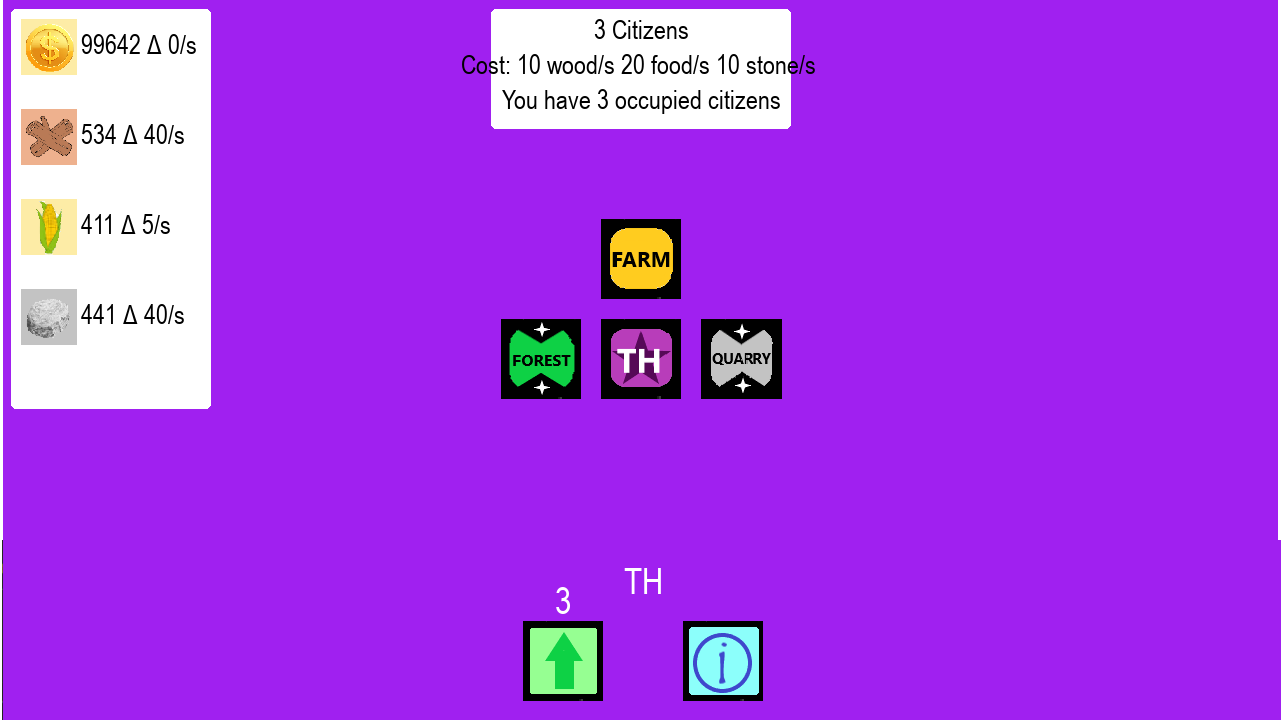 99642 Δ 0/s
534 Δ 40/s
411 Δ 5/s
441 Δ 40/s
3 Citizens
Cost: 10 wood/s 20 food/s 10 stone/s
You have 3 occupied citizens
FARM
FOREST
TH
QUARRY
TH
3
i